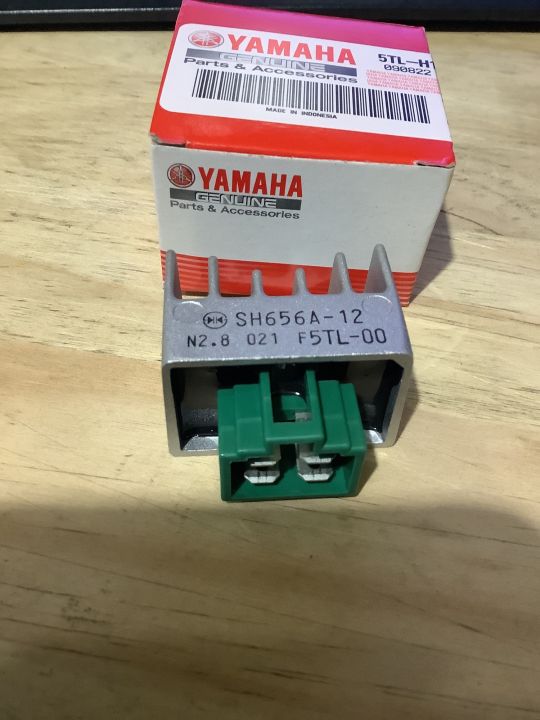 YAMAHA
GENUINE
Parts & Accessories
5TL-H1
090822
MADE IN INDONESIA
YAMAHA
GENUINE
Parts & Accessories
SH656A-12
N2.8 021 F5TL-00